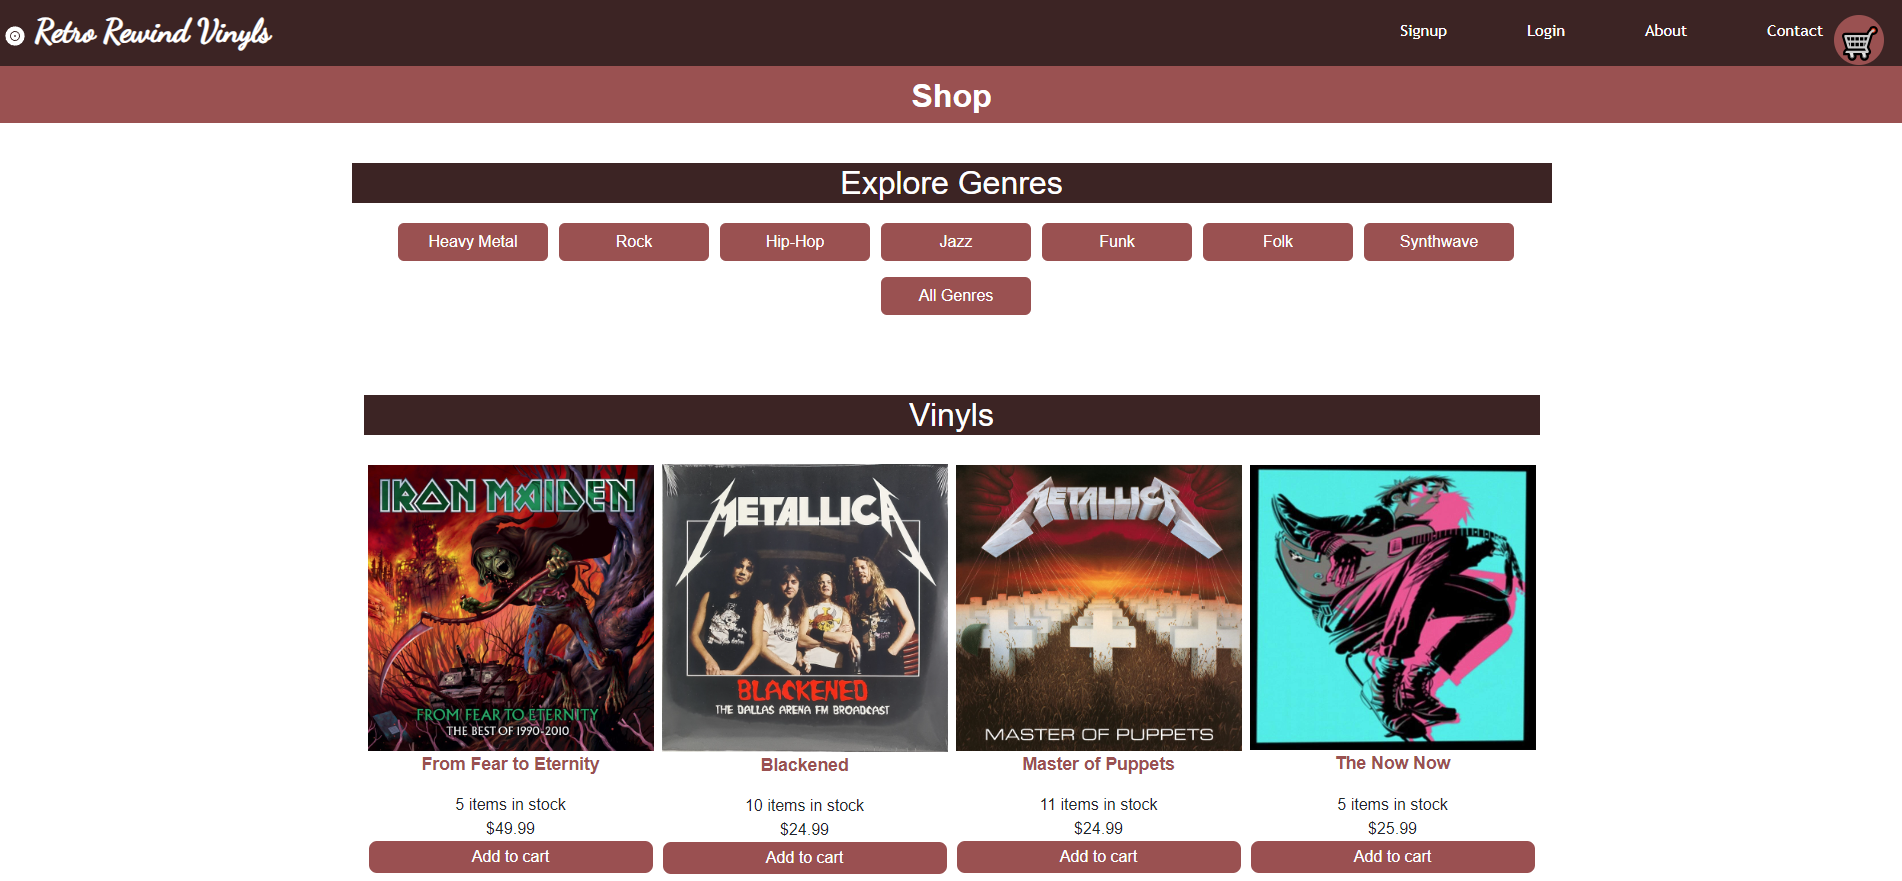 Retro Rewind Vinyls
Signup Login About Contact
Shop
Explore Genres
Heavy Metal Rock Hip-Hop Jazz Funk Folk Synthwave
All Genres
Vinyls
IRON MAIDEN
FROM FEAR TO ETERNITY
THE BEST OF 1990-2010
METALLICA
BLACKENED
THE DALLAS ARENA FM BROADCAST
METALLICA
MASTER OF PUPPETS
From Fear to Eternity Blackened Master of Puppets The Now Now
5 items in stock 10 items in stock 11 items in stock 5 items in stock
$49.99 $24.99 $24.99 $25.99
Add to cart Add to cart Add to cart Add to cart